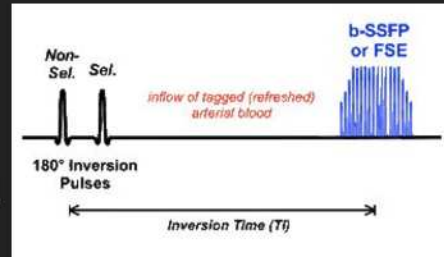 b-SSFP
or FSE
Non-
Sel.
Sel.
inflow of tagged (refreshed)
arterial blood
180° Inversion
Pulses
Inversion Time (TI)